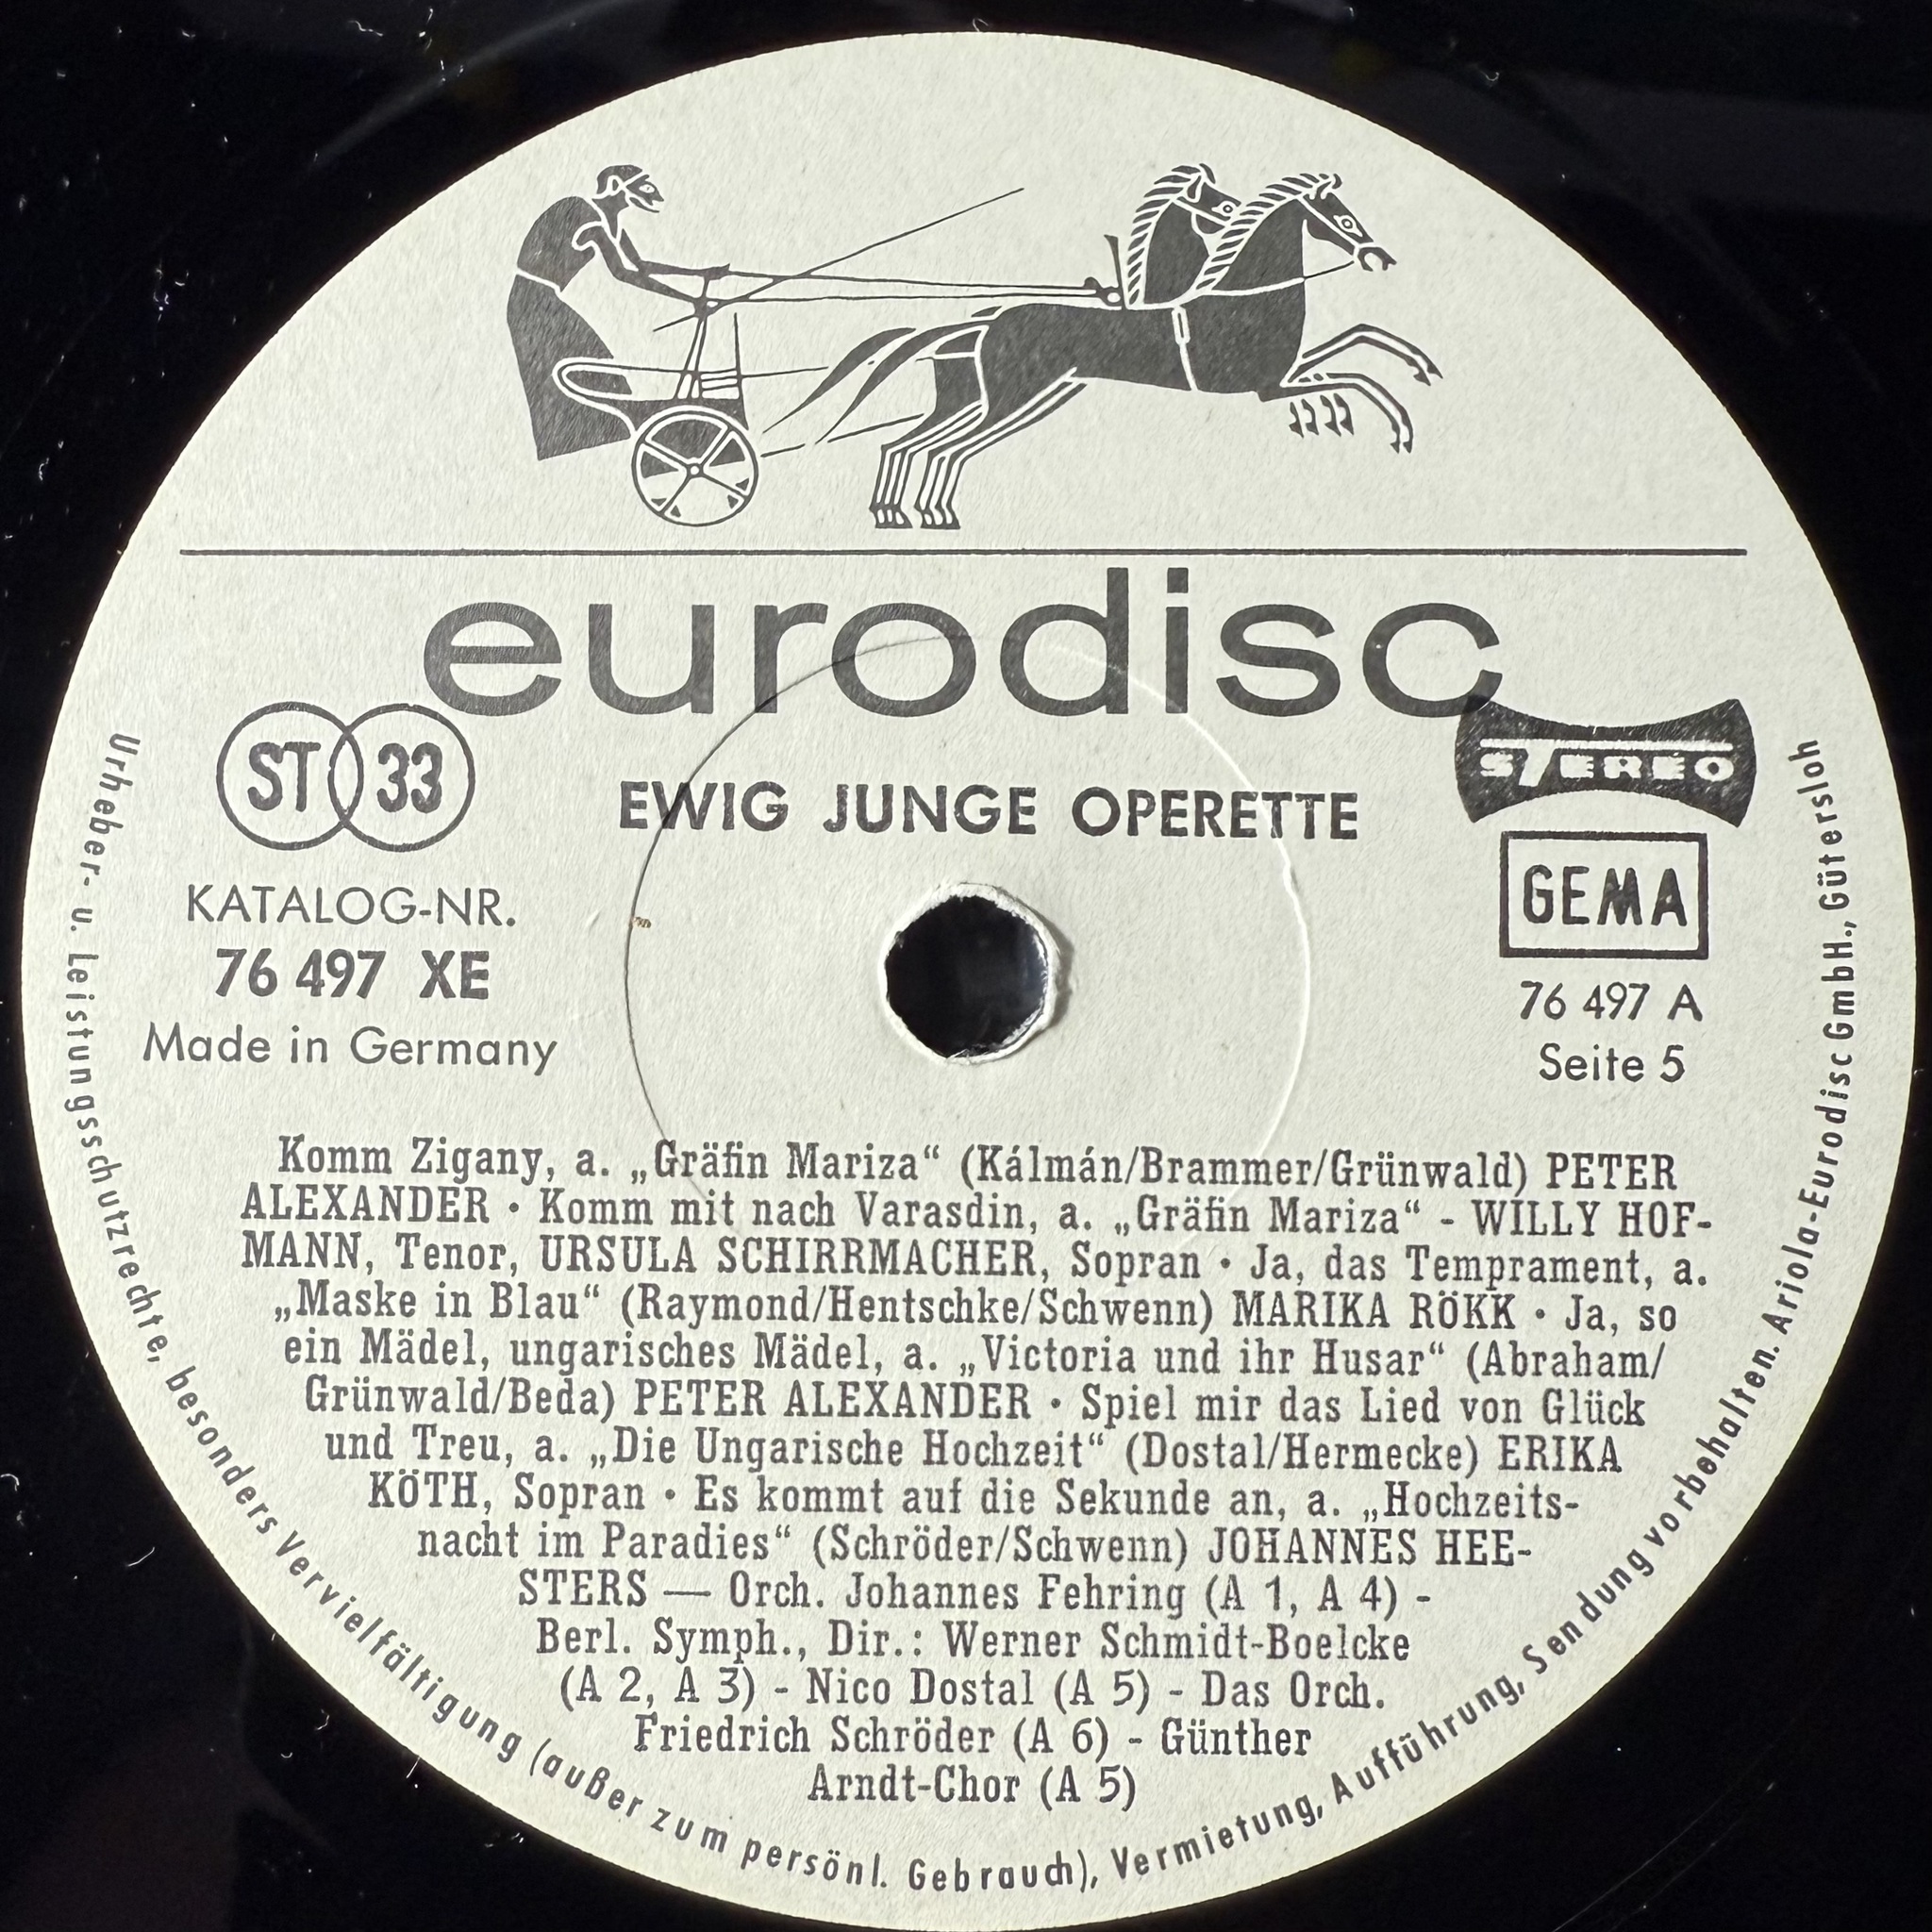 eurodisc
ST 33
STEREO
EWIG JUNGE OPERETTE
GEMA
KATALOG-NR.
76 497 XE
Made in Germany
76 497 A
Seite 5
Komm Zigany, a. „Gräfin Mariza“ (Kálmán/Brammer/Grünwald) PETER
ALEXANDER • Komm mit nach Varasdin, a. „Gräfin Mariza“ - WILLY HOF-
MANN, Tenor, URSULA SCHIRRMACHER, Sopran • Ja, das Temprament, a.
„Maske in Blau“ (Raymond/Hentschke/Schwenn) MARIKA RÖKK • Ja, so
ein Mädel, ungarisches Mädel, a. „Victoria und ihr Husar“ (Abraham/
Grünwald/Beda) PETER ALEXANDER • Spiel mir das Lied von Glück
und Treu, a. „Die Ungarische Hochzeit“ (Dostal/Hermecke) ERIKA
KÖTH, Sopran • Es kommt auf die Sekunde an, a. „Hochzeits-
nacht im Paradies“ (Schröder/Schwenn) JOHANNES HEE-
STERS — Orch. Johannes Fehring (A 1, A 4) -
Berl. Symph., Dir.: Werner Schmidt-Boelcke
(A 2, A 3) - Nico Dostal (A 5) - Das Orch.
Friedrich Schröder (A 6) - Günther
Arndt-Chor (A 5)
Urheber- u. Leistungsschutzrechte, besonders Vervielfältigung (außer zum persönl. Gebrauch), Vermietung, Aufführung, Sendung vorbehalten. Ariola-Eurodisc GmbH., Gütersloh